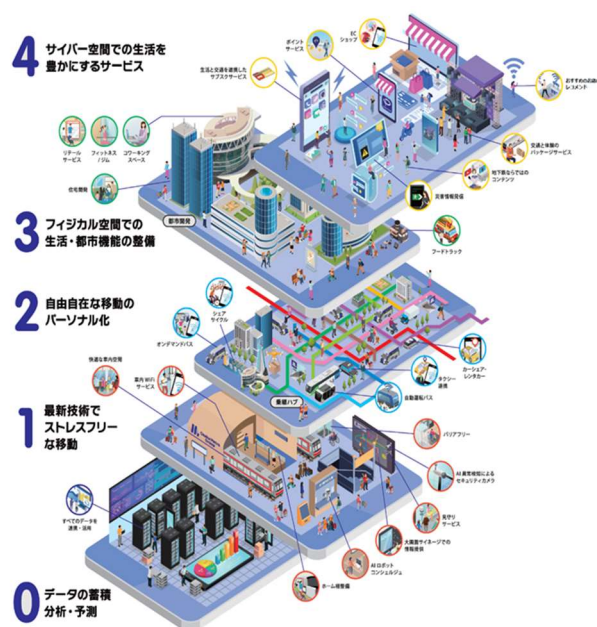 4
サイバー空間での生活を
豊かにするサービス
生活と交通を連携した
サブスクサービス
ポイント
サービス
EC
ショップ
おすすめのお店の
レコメンド
交通と体験の
パッケージサービス
地下鉄ならではの
コンテンツ
災害情報発信
3
フィジカル空間での
生活・都市機能の整備
リテール
サービス
フィットネス
/ジム
コワーキング
スペース
住宅開発
都市開発
フードトラック
2
自由自在な移動の
パーソナル化
シェア
サイクル
オンデマンドバス
乗継ハブ
カーシェア・
レンタカー
タクシー
連携
自動運転バス
1
最新技術で
ストレスフリー
な移動
快適な車内空間
車内WiFi
サービス
バリアフリー
AI異常検知による
セキュリティカメラ
見守り
サービス
大画面サイネージでの
情報提供
AIロボット
コンシェルジュ
ホーム柵整備
0
データの蓄積
分析・予測
すべてのデータを
連携・活用